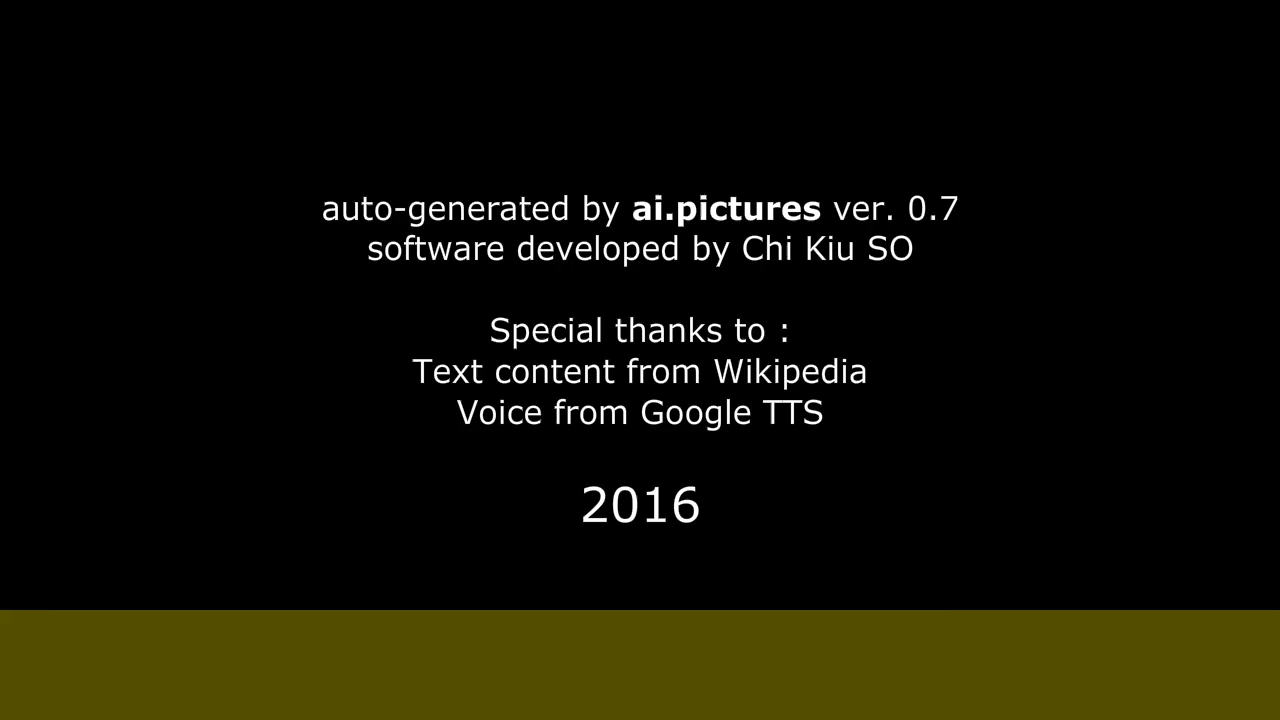 auto-generated by ai.pictures ver. 0.7
software developed by Chi Kiu SO
Special thanks to :
Text content from Wikipedia
Voice from Google TTS
2016